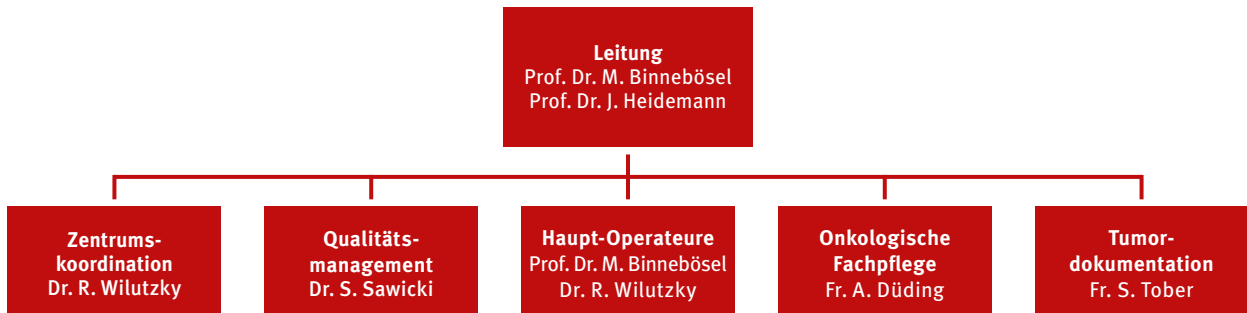 Leitung
Prof. Dr. M. Binnebösel
Prof. Dr. J. Heidemann
Zentrums-
koordination
Dr. R. Wilutzky
Qualitäts-
management
Dr. S. Sawicki
Haupt-Operateure
Prof. Dr. M. Binnebösel
Dr. R. Wilutzky
Onkologische
Fachpflege
Fr. A. Düding
Tumor-
dokumentation
Fr. S. Tober